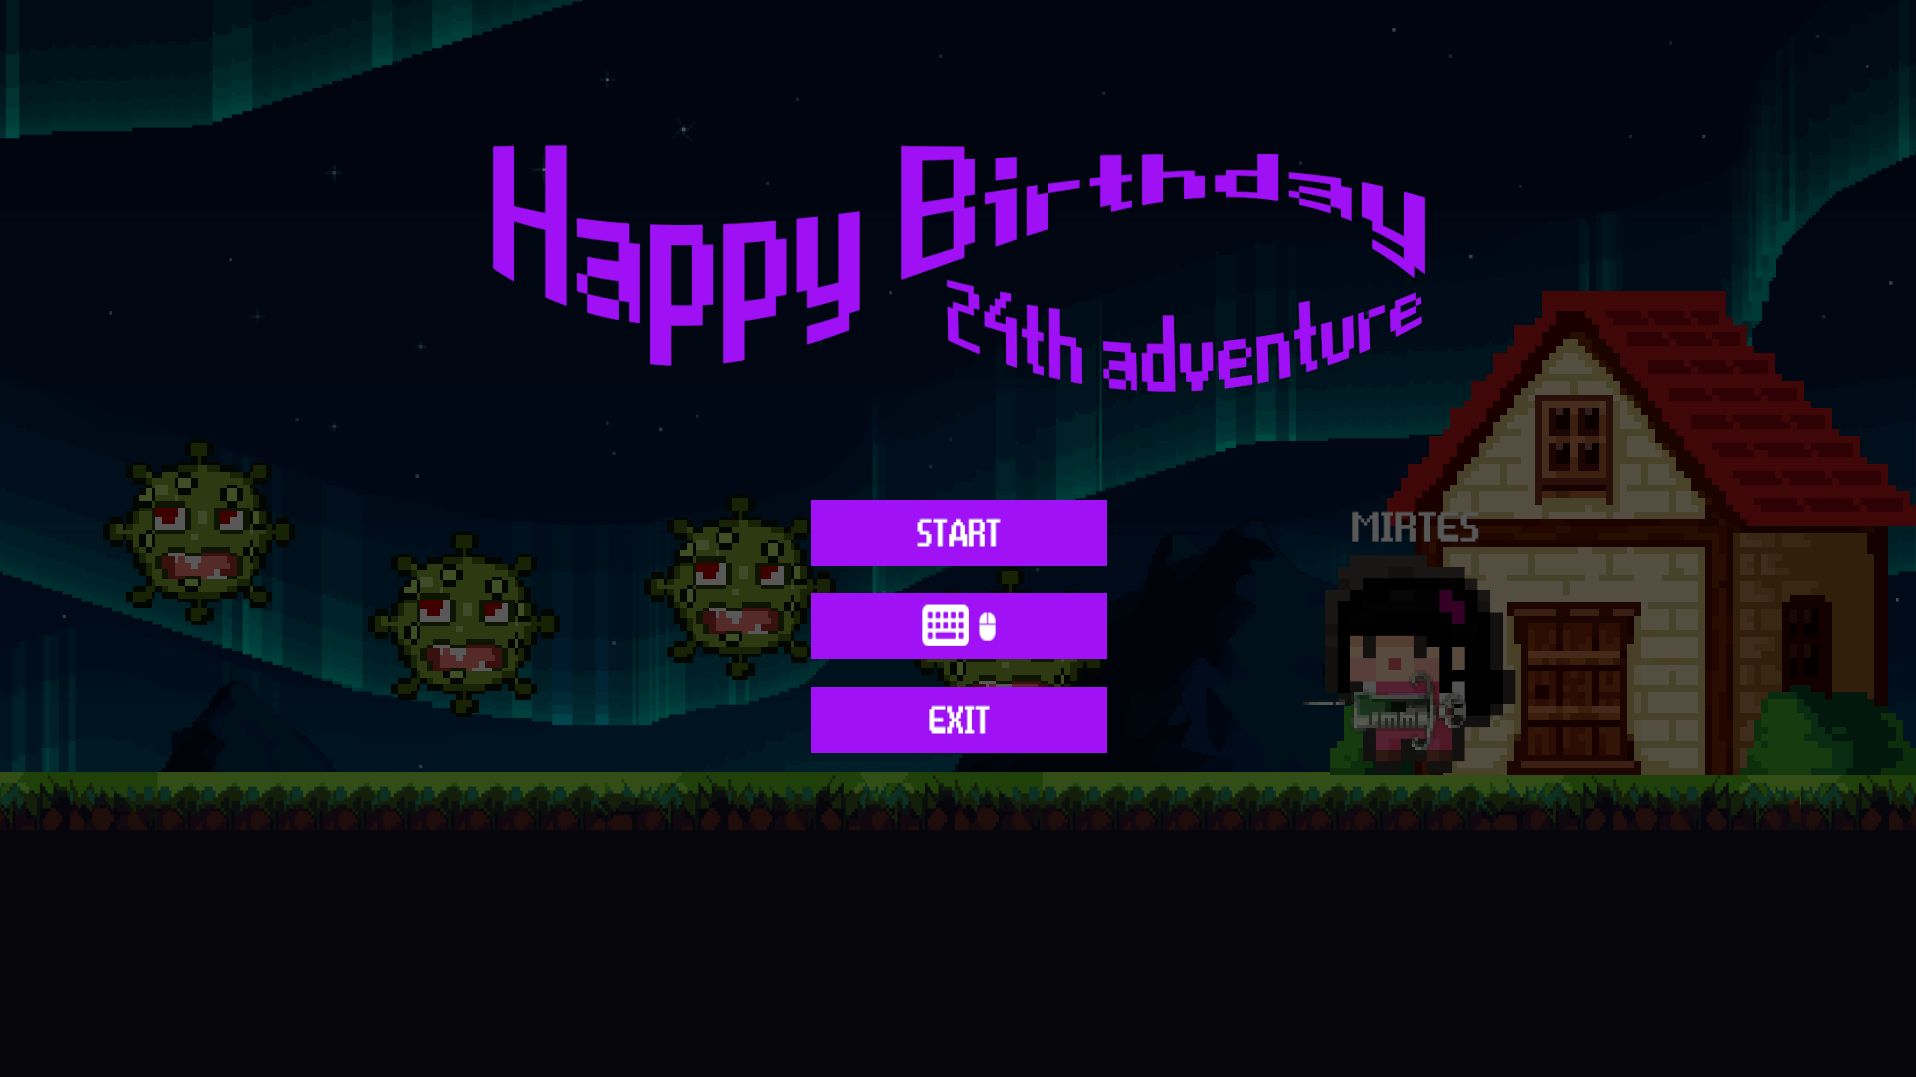 Happy Birthday
24th adventure
START
MIRTES
EXIT